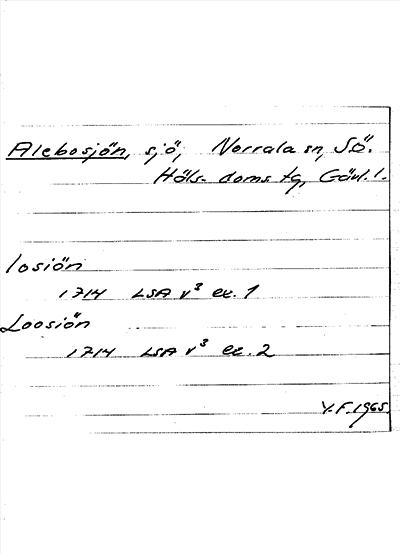 Alebosjön, sjö, Norrala sn, SÖ.
Häls. doms tg, Gävl. l.
losiön
1714 LSA v³ ex. 1
Loosiön
1714 LSA v³ ex. 2
Y.F. 1965